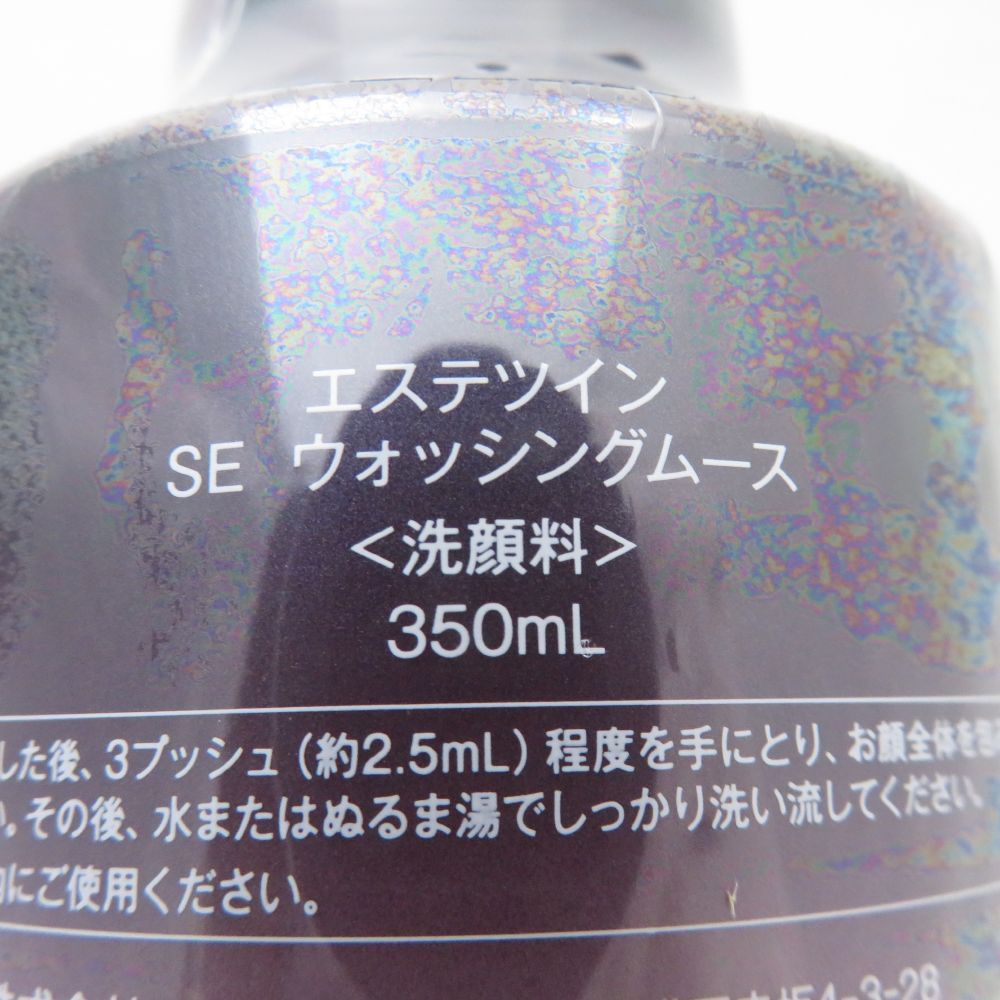 エステツイン
SE ウォッシングムース
<洗顔料>
350mL
した後、3プッシュ(約2.5mL)程度を手にとり、お顔全体を
。その後、水またはぬるま湯でしっかり洗い流してください。
にご使用ください。
54-3-28